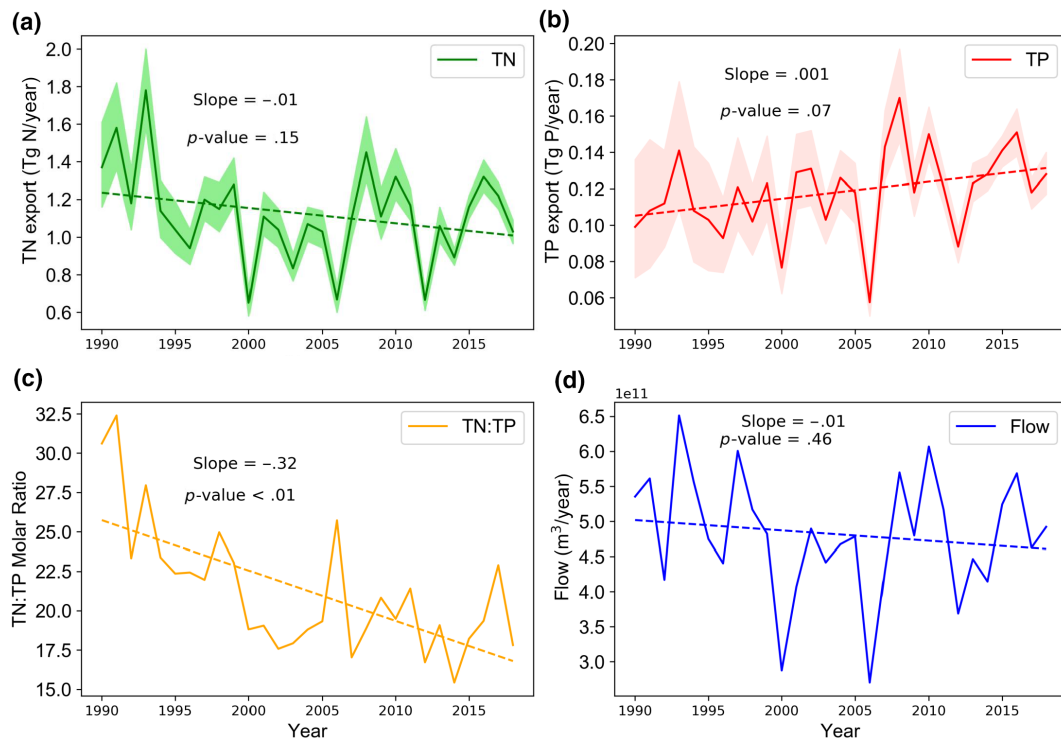 (a)
TN
Slope = –.01
p-value = .15
TN export (Tg N/year)
2.0
1.8
1.6
1.4
1.2
1.0
0.8
0.6
1990 1995 2000 2005 2010 2015
(b)
TP
Slope = .001
p-value = .07
TP export (Tg P/year)
0.20
0.18
0.16
0.14
0.12
0.10
0.08
0.06
1990 1995 2000 2005 2010 2015
(c)
TN:TP
Slope = –.32
p-value < .01
TN:TP Molar Ratio
32.5
30.0
27.5
25.0
22.5
20.0
17.5
15.0
1990 1995 2000 2005 2010 2015
Year
(d)
1e11
Flow
Slope = –.01
p-value = .46
Flow (m³/year)
6.5
6.0
5.5
5.0
4.5
4.0
3.5
3.0
1990 1995 2000 2005 2010 2015
Year